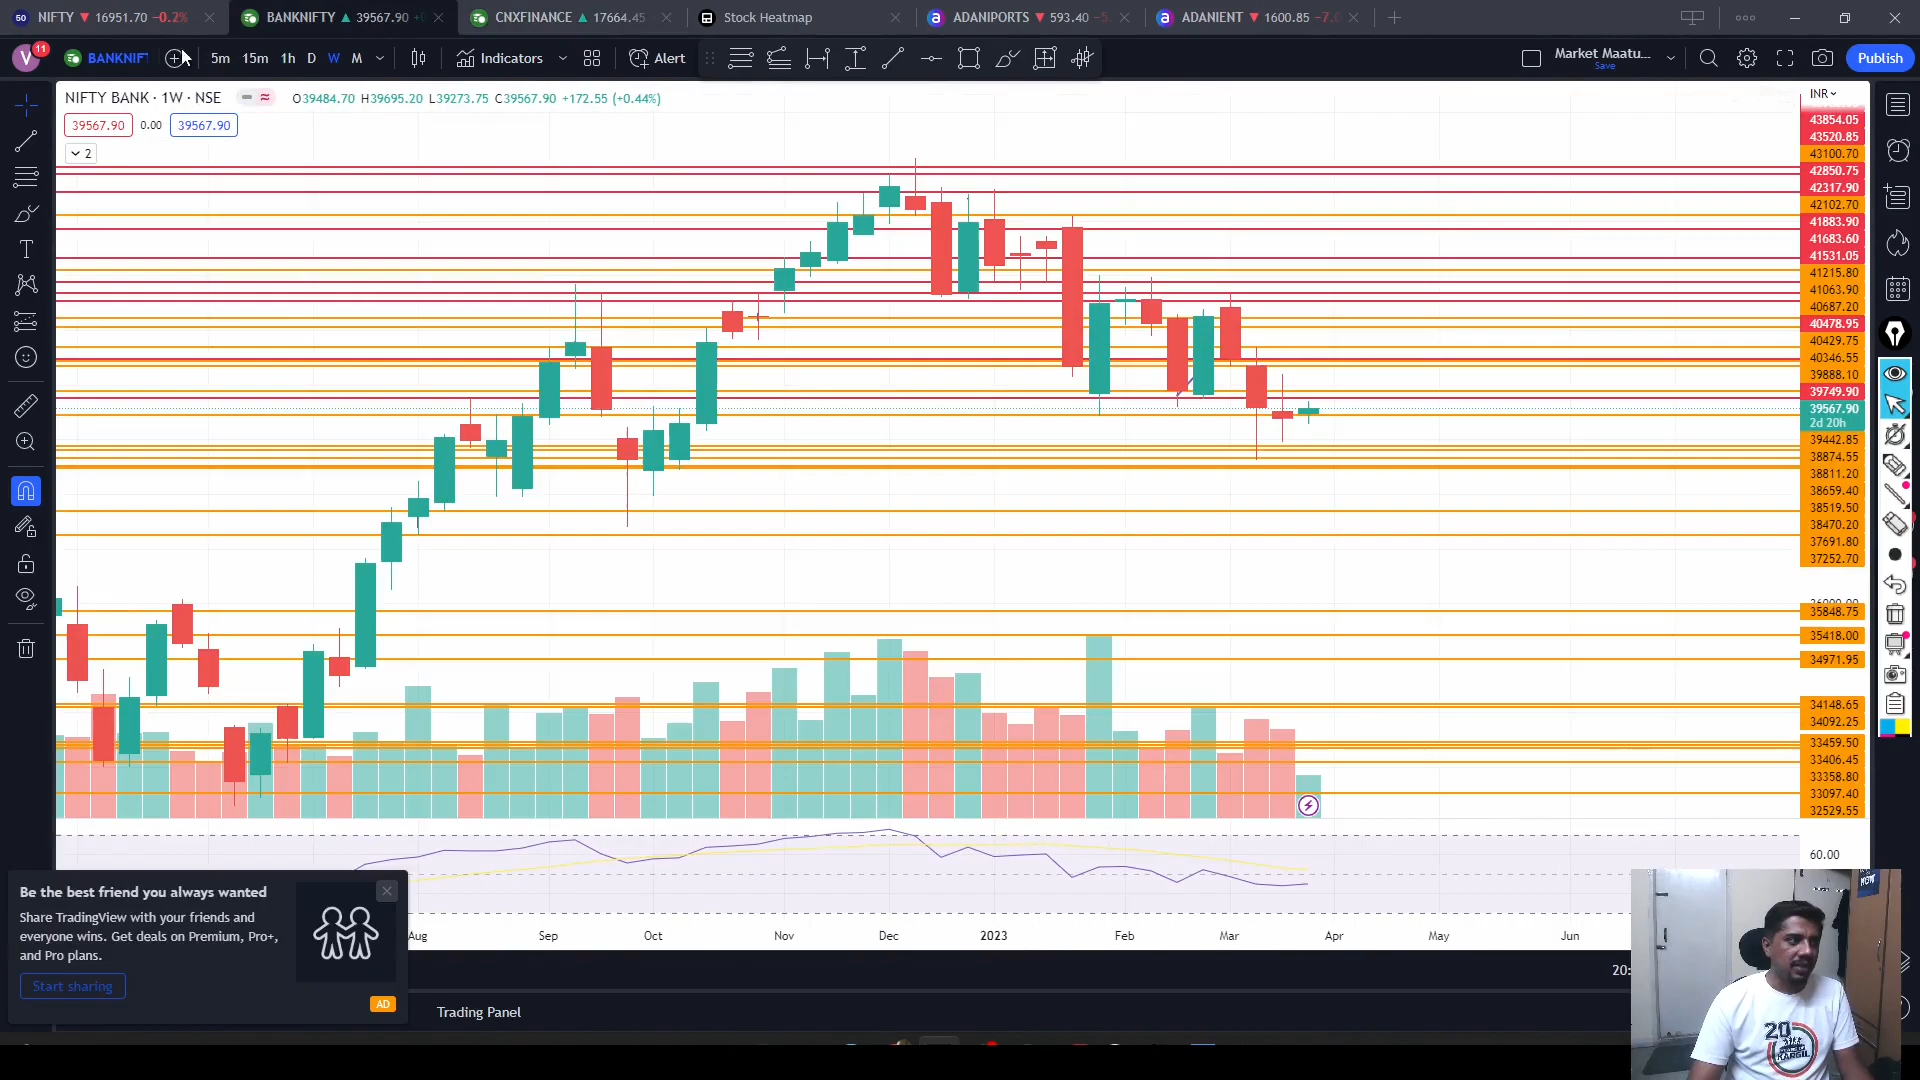 NIFTY ▼ 16951.70 −0.2%
BANKNIFTY ▲ 39567.90
CNXFINANCE ▲ 17664.45
Stock Heatmap
ADANIPORTS ▼ 593.40 −5.
ADANIENT ▼ 1600.85 −7.
V 11
BANKNIFT
5m 15m 1h D W M
Indicators
Alert
Market Maatu...
Save
Publish
NIFTY BANK · 1W · NSE
O39484.70 H39695.20 L39273.75 C39567.90 +172.55 (+0.44%)
39567.90 0.00 39567.90
2
INR
43854.05
43520.85
43100.70
42850.75
42317.90
42102.70
41883.90
41683.60
41531.05
41215.80
41063.90
40687.20
40478.95
40429.75
40346.55
39888.10
39749.90
39567.90
2d 20h
39442.85
38874.55
38811.20
38659.40
38519.50
38470.20
37691.80
37252.70
35848.75
35418.00
34971.95
34148.65
34092.25
33459.50
33406.45
33358.80
33097.40
32529.55
60.00
Be the best friend you always wanted
Share TradingView with your friends and
everyone wins. Get deals on Premium, Pro+,
and Pro plans.
Start sharing
AD
Aug Sep Oct Nov Dec 2023 Feb Mar Apr May Jun
20:
Trading Panel
20
KARGIL